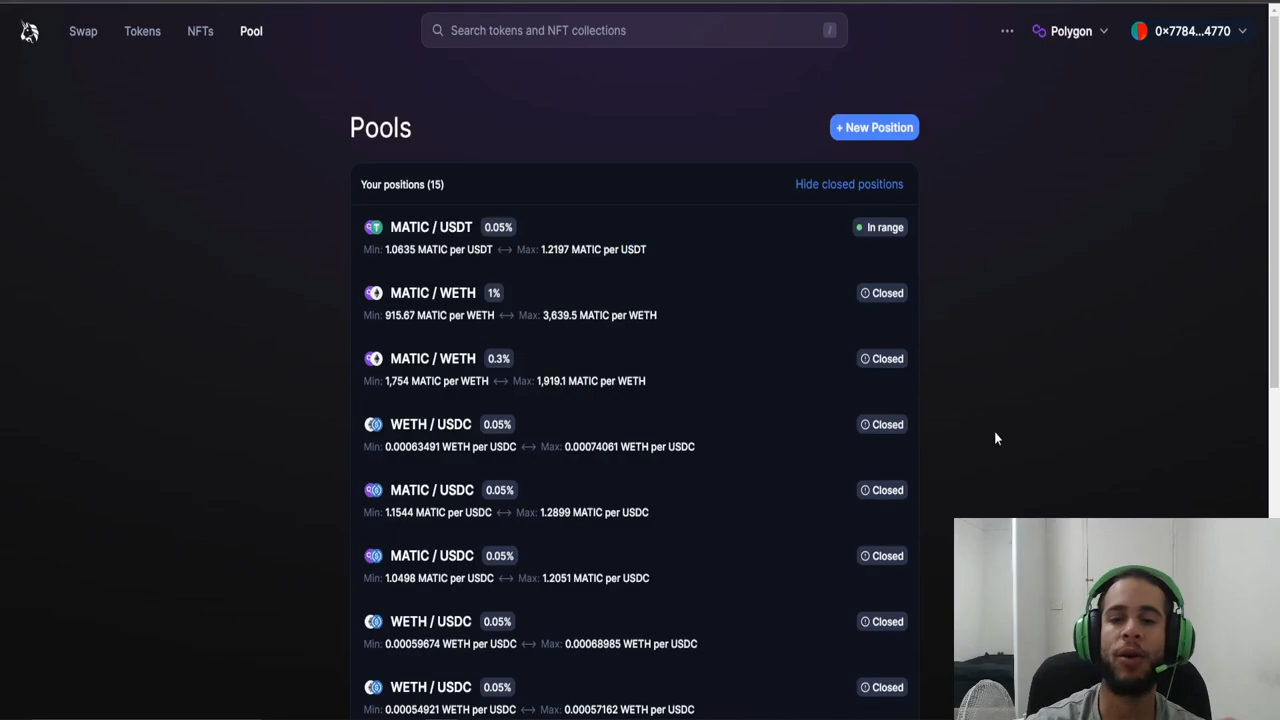 Swap Tokens NFTs Pool Search tokens and NFT collections / ... Polygon 0×7784...4770
Pools + New Position
Your positions (15) Hide closed positions
MATIC / USDT 0.05% In range
Min: 1.0635 MATIC per USDT ↔ Max: 1.2197 MATIC per USDT
MATIC / WETH 1% Closed
Min: 915.67 MATIC per WETH ↔ Max: 3,639.5 MATIC per WETH
MATIC / WETH 0.3% Closed
Min: 1,754 MATIC per WETH ↔ Max: 1,919.1 MATIC per WETH
WETH / USDC 0.05% Closed
Min: 0.00063491 WETH per USDC ↔ Max: 0.00074061 WETH per USDC
MATIC / USDC 0.05% Closed
Min: 1.1544 MATIC per USDC ↔ Max: 1.2899 MATIC per USDC
MATIC / USDC 0.05% Closed
Min: 1.0498 MATIC per USDC ↔ Max: 1.2051 MATIC per USDC
WETH / USDC 0.05% Closed
Min: 0.00059674 WETH per USDC ↔ Max: 0.00068985 WETH per USDC
WETH / USDC 0.05% Closed
Min: 0.00054921 WETH per USDC ↔ Max: 0.00057162 WETH per USDC